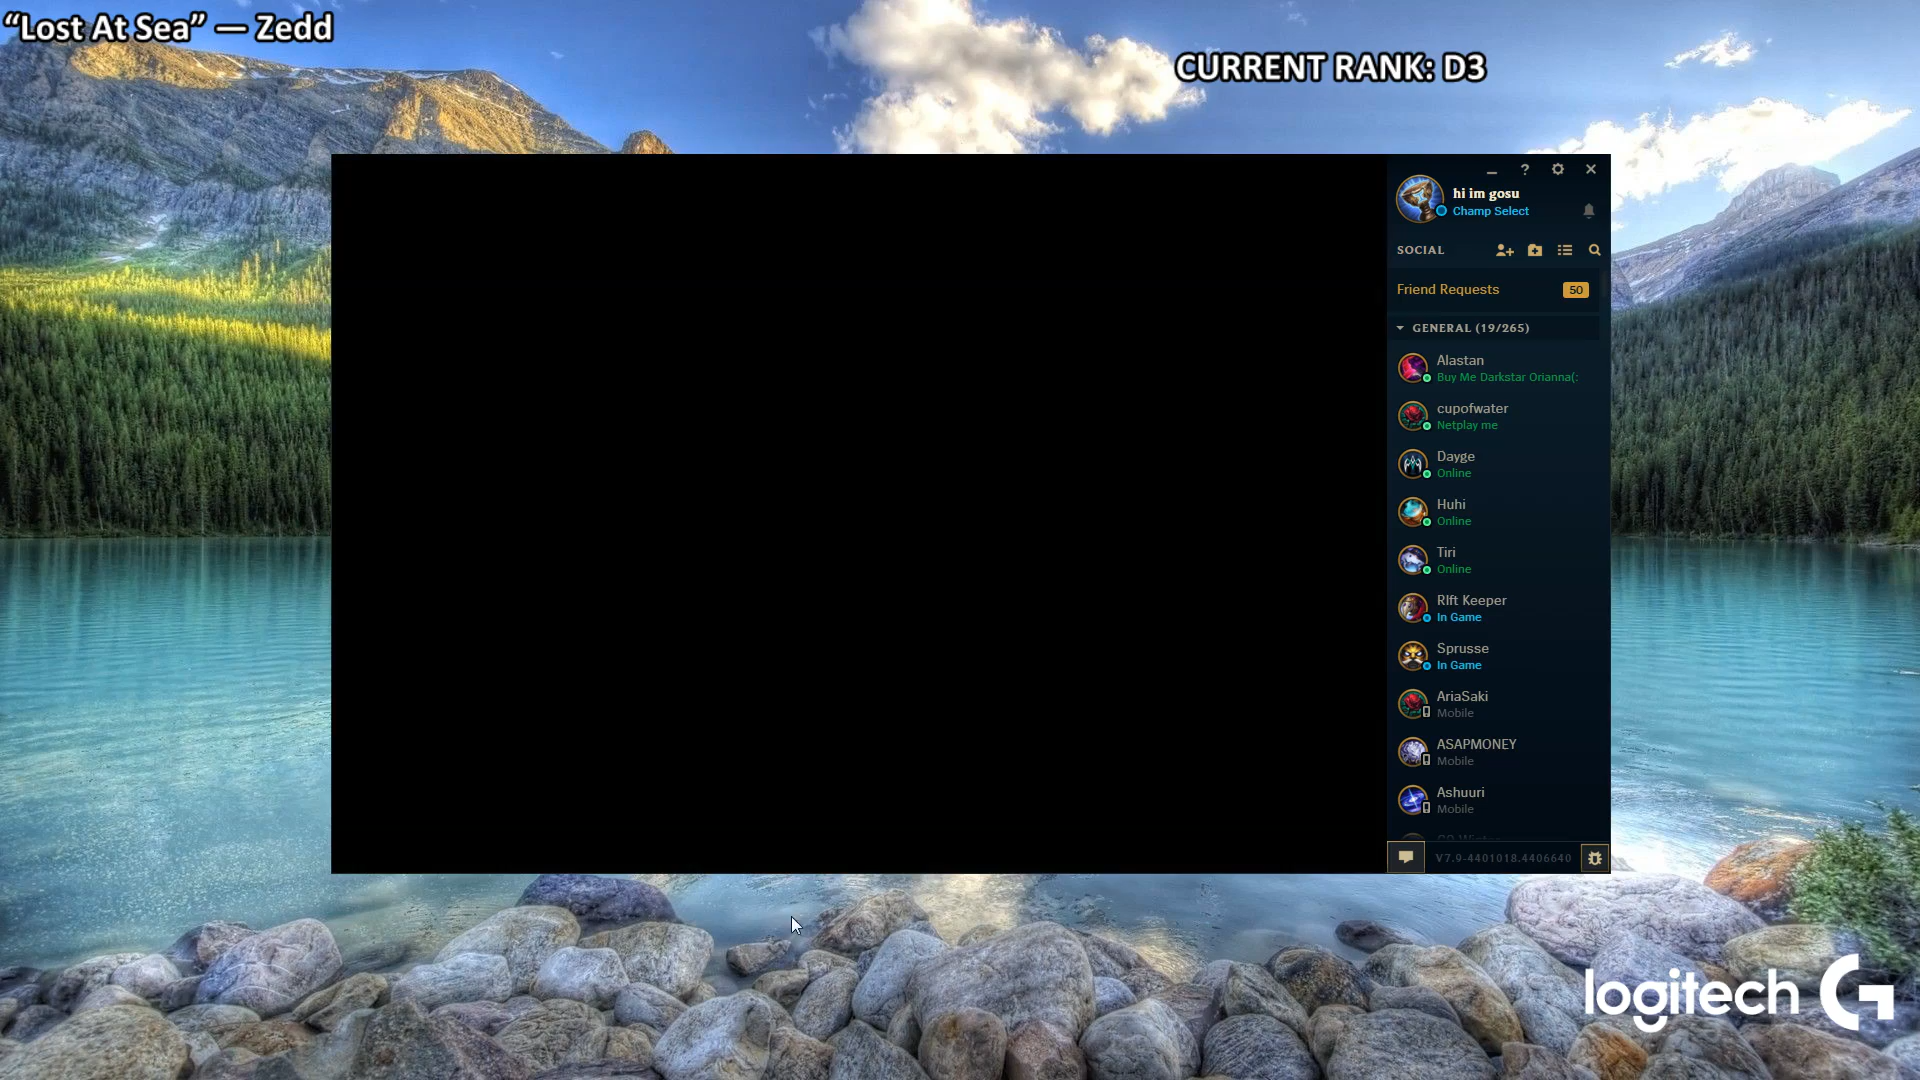 “Lost At Sea” — Zedd
CURRENT RANK: D3
?
hi im gosu
Champ Select
SOCIAL
Friend Requests
50
GENERAL (19/265)
Alastan
Buy Me Darkstar Orianna(:
cupofwater
Netplay me
Dayge
Online
Huhi
Online
Tiri
Online
RIft Keeper
In Game
Sprusse
In Game
AriaSaki
Mobile
ASAPMONEY
Mobile
Ashuuri
Mobile
V7.9-4401018.4406640
logitech G